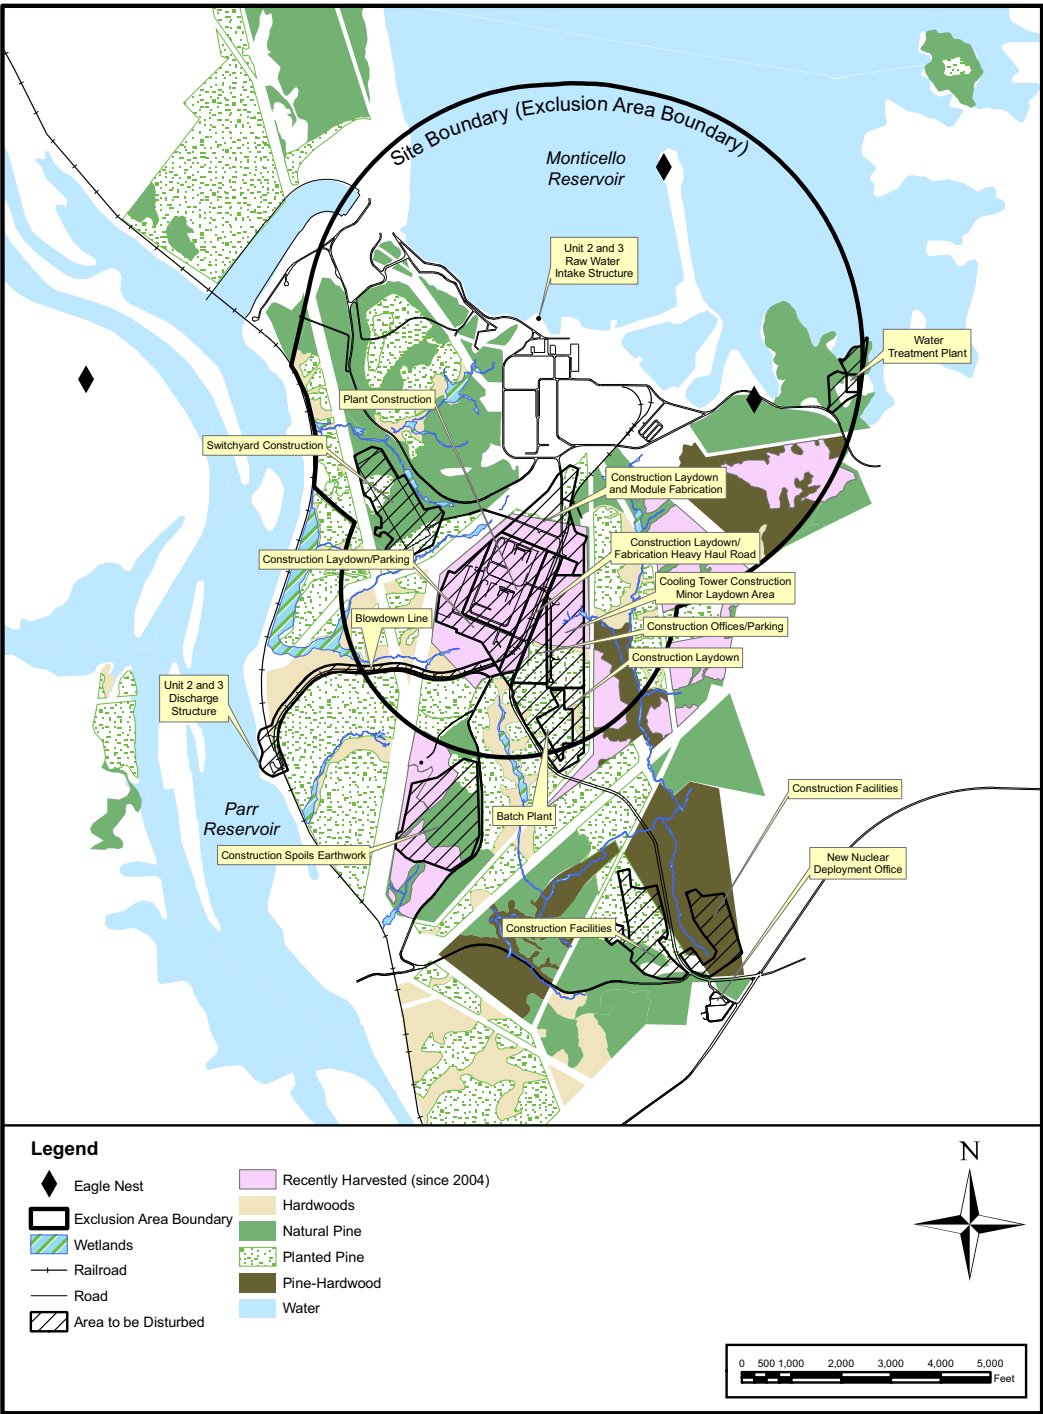 Site Boundary (Exclusion Area Boundary)
Monticello
Reservoir
Unit 2 and 3
Raw Water
Intake Structure
Water
Treatment Plant
Plant Construction
Switchyard Construction
Construction Laydown
and Module Fabrication
Construction Laydown/
Fabrication Heavy Haul Road
Construction Laydown/Parking
Cooling Tower Construction
Minor Laydown Area
Blowdown Line
Construction Offices/Parking
Construction Laydown
Unit 2 and 3
Discharge
Structure
Parr
Reservoir
Construction Facilities
Batch Plant
Construction Spoils Earthwork
New Nuclear
Deployment Office
Construction Facilities
Legend
Eagle Nest
Exclusion Area Boundary
Wetlands
Railroad
Road
Area to be Disturbed
Recently Harvested (since 2004)
Hardwoods
Natural Pine
Planted Pine
Pine-Hardwood
Water
N
0 500 1,000 2,000 3,000 4,000 5,000
Feet